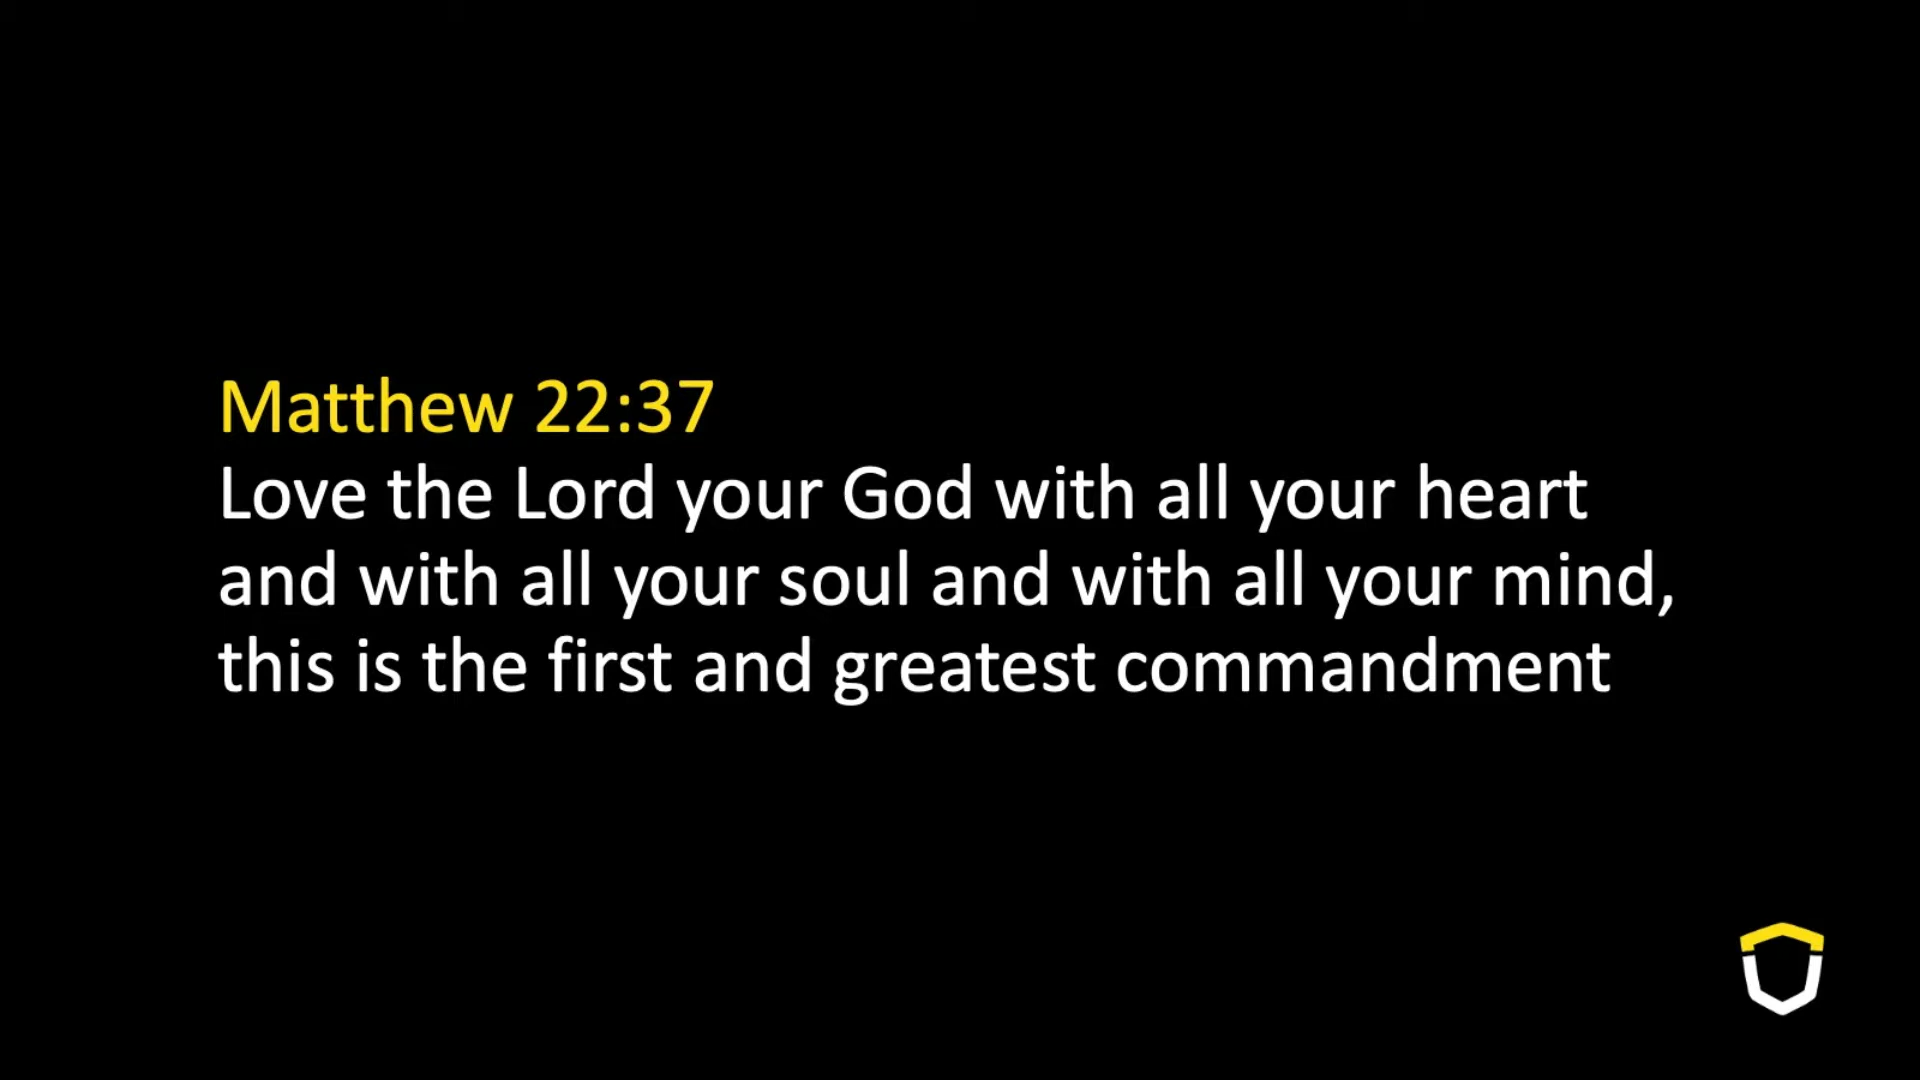 Matthew 22:37
Love the Lord your God with all your heart
and with all your soul and with all your mind,
this is the first and greatest commandment